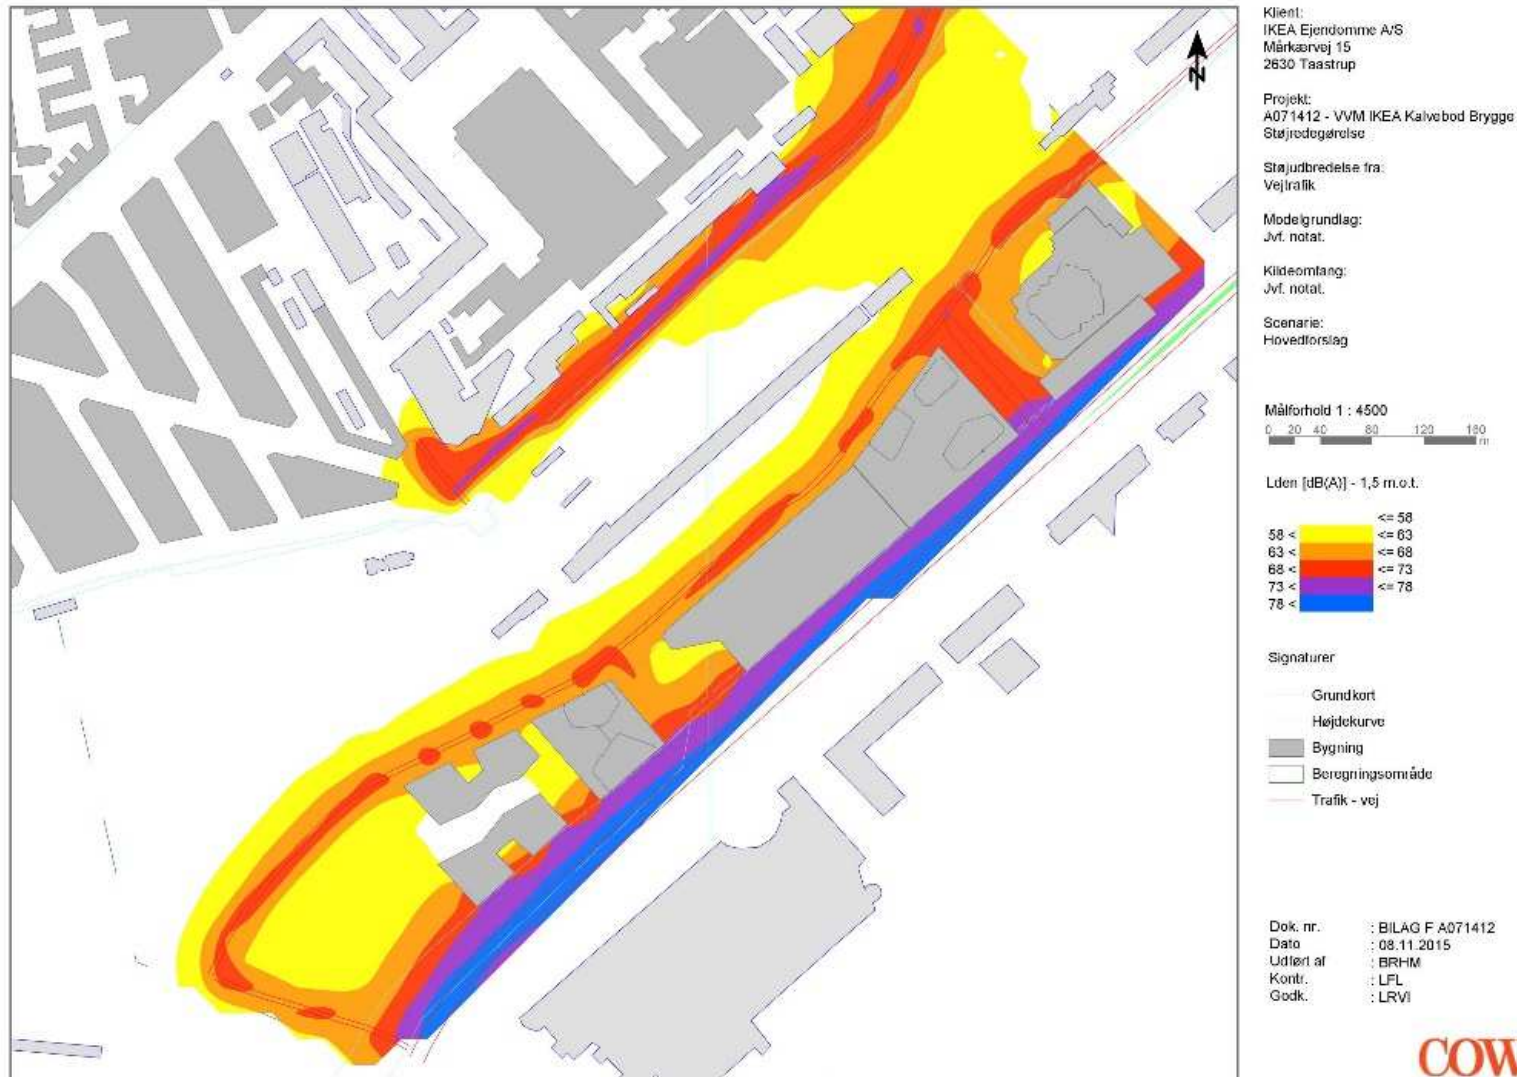 N
Klient:
IKEA Ejendomme A/S
Mårkærvej 15
2630 Taastrup
Projekt:
A071412 - VVM IKEA Kalvebod Brygge
Støjredegørelse
Støjudbredelse fra:
Vejtrafik
Modelgrundlag:
Jvf. notat.
Kildeomfang:
Jvf. notat.
Scenarie:
Hovedforslag
Målforhold 1 : 4500
0 20 40 80 120 160
m
Lden [dB(A)] - 1,5 m.o.t.
<= 58
58 < <= 63
63 < <= 68
68 < <= 73
73 < <= 78
78 <
Signaturer
Grundkort
Højdekurve
Bygning
Beregningsområde
Trafik - vej
Dok. nr. : BILAG F A071412
Dato : 08.11.2015
Udført af : BRHM
Kontr. : LFL
Godk. : LRVI
COW